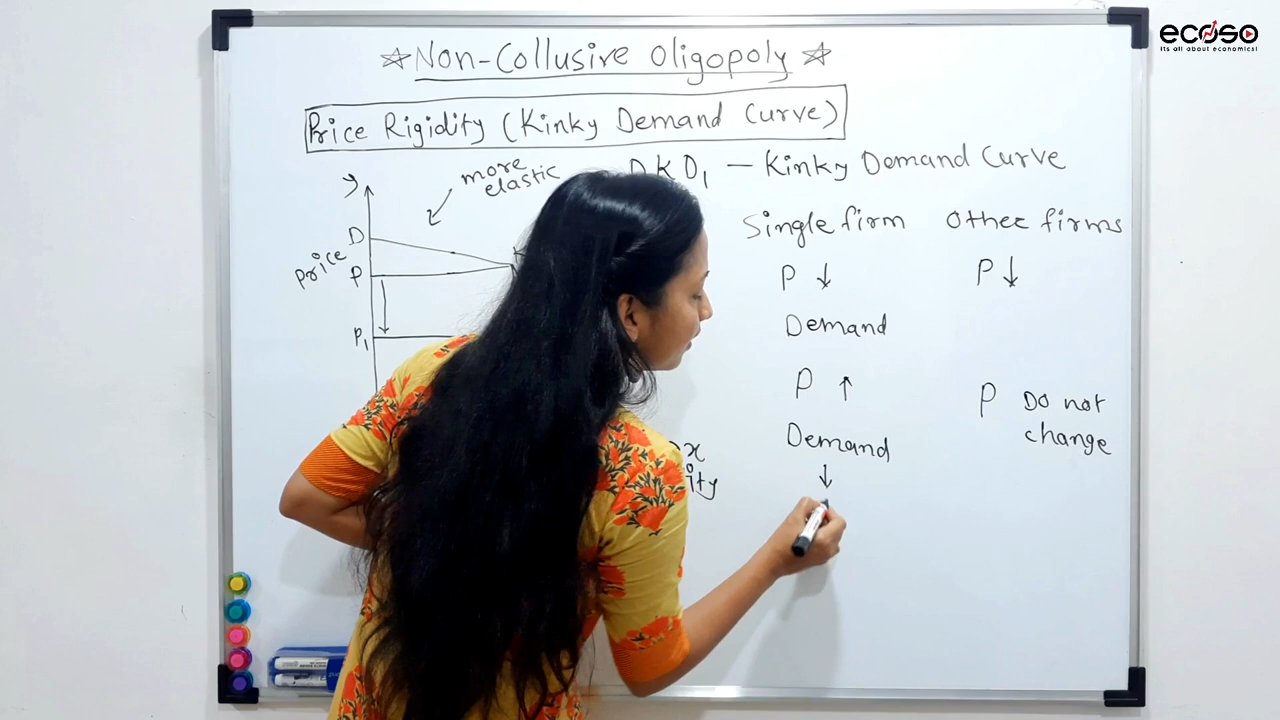 ecoso
its all about economics!
☆ Non-Collusive Oligopoly ☆
Price Rigidity (Kinky Demand Curve)
more
elastic
DKD₁ — Kinky Demand Curve
y
D
Price
P
P₁
x
Single firm
P ↓
Demand
P ↑
Demand
↓
Other firms
P ↓
P Do not
change